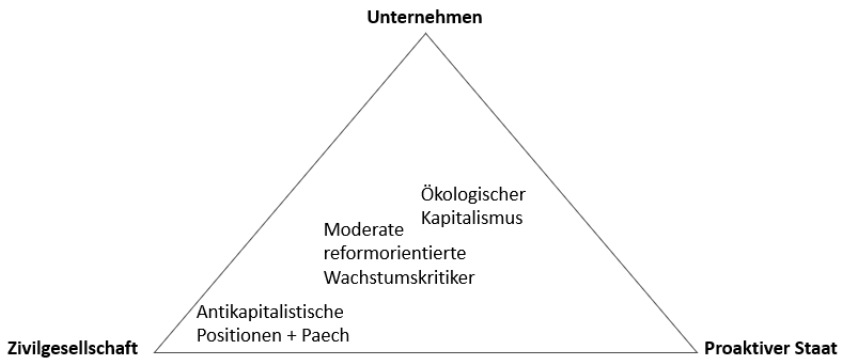 Unternehmen
Ökologischer
Kapitalismus
Moderate
reformorientierte
Wachstumskritiker
Antikapitalistische
Positionen + Paech
Zivilgesellschaft
Proaktiver Staat